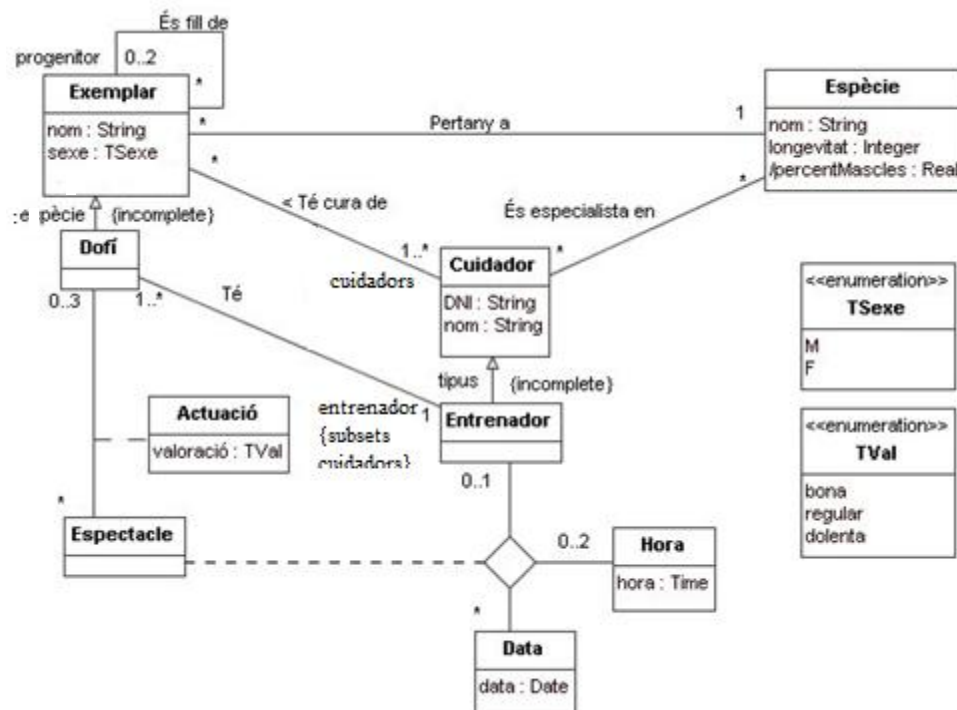 És fill de
progenitor
0..2
*
Exemplar
nom : String
sexe : TSexe
*
Pertany a
1
Espècie
nom : String
longevitat : Integer
/percentMascles : Real
*
*
< Té cura de
És especialista en
1..*
cuidadors
*
Cuidador
DNI : String
nom : String
{incomplete}
Dofí
0..3
1..*
Té
tipus
{incomplete}
entrenador
{subsets
cuidadors}
1
Entrenador
0..1
Actuació
valoració : TVal
*
Espectacle
0..2
Hora
hora : Time
*
Data
data : Date
<<enumeration>>
TSexe
M
F
<<enumeration>>
TVal
bona
regular
dolenta